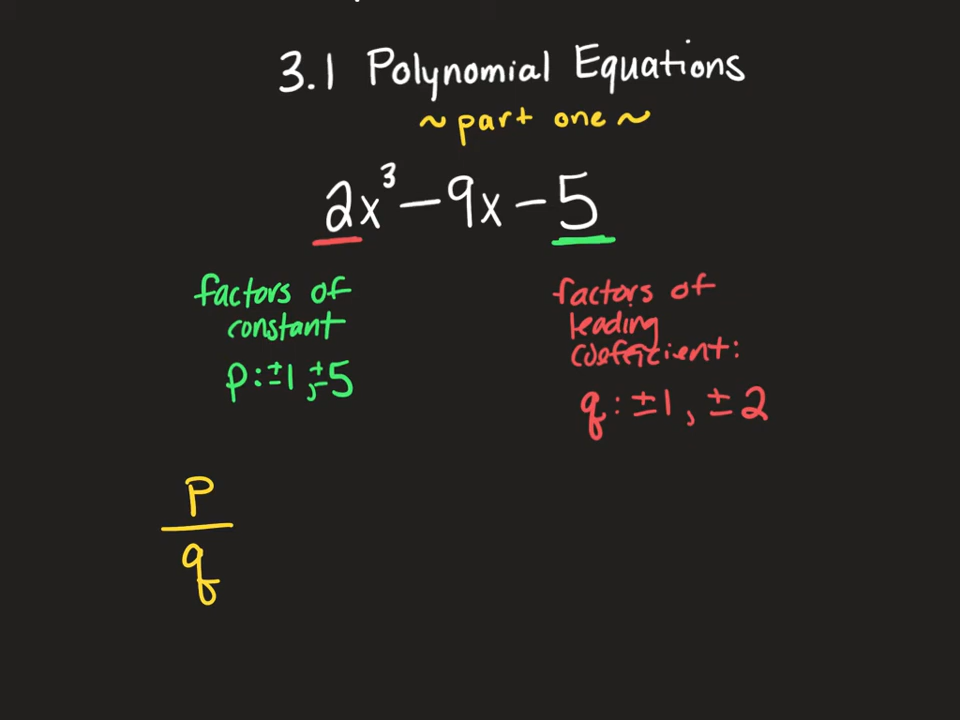 3.1 Polynomial Equations
~ part one ~
2x³ - 9x - 5
factors of
constant
p: ±1, ±5
factors of
leading
coefficient:
q: ±1, ±2
P
q